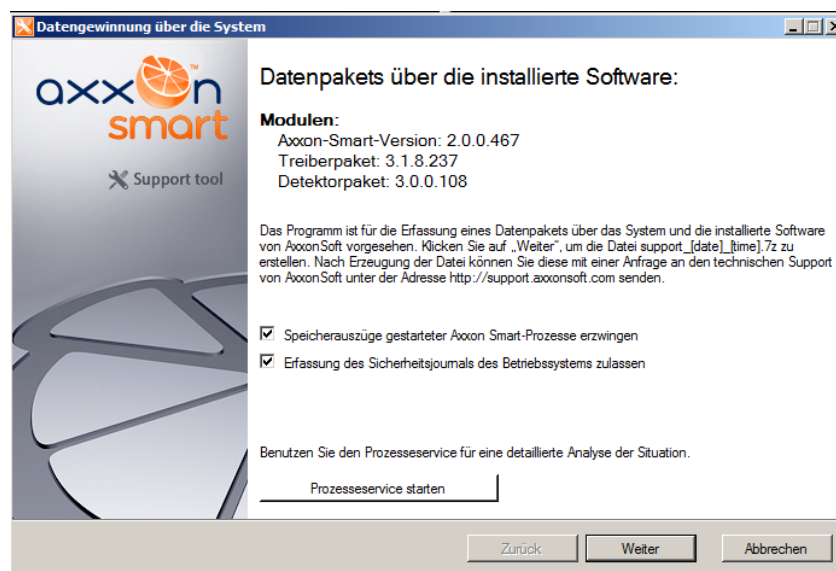 Datengewinnung über die System
axxon
TM
smart
Support tool
Datenpakets über die installierte Software:
Modulen:
Axxon-Smart-Version: 2.0.0.467
Treiberpaket: 3.1.8.237
Detektorpaket: 3.0.0.108
Das Programm ist für die Erfassung eines Datenpakets über das System und die installierte Software
von AxxonSoft vorgesehen. Klicken Sie auf „Weiter", um die Datei support_[date]_[time].7z zu
erstellen. Nach Erzeugung der Datei können Sie diese mit einer Anfrage an den technischen Support
von AxxonSoft unter der Adresse http://support.axxonsoft.com senden.
Speicherauszüge gestarteter Axxon Smart-Prozesse erzwingen
Erfassung des Sicherheitsjournals des Betriebssystems zulassen
Benutzen Sie den Prozesseservice für eine detaillierte Analyse der Situation.
Prozesseservice starten
Zurück
Weiter
Abbrechen